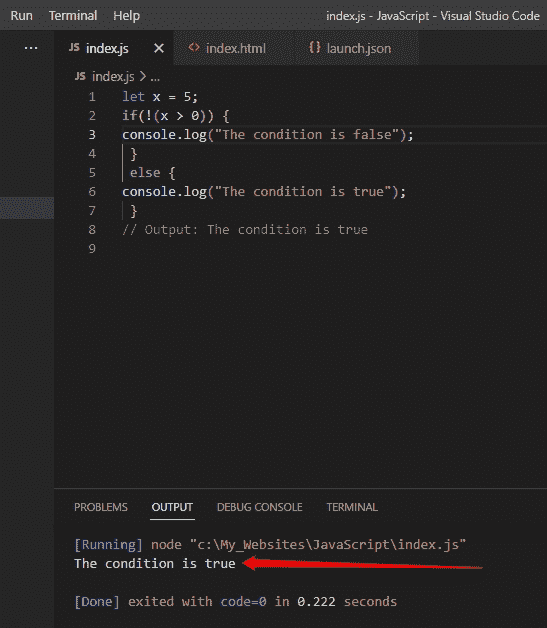 Run Terminal Help index.js - JavaScript - Visual Studio Code
··· JS index.js × <> index.html {} launch.json
JS index.js > ...
1 let x = 5;
2 if(!(x > 0)) {
3 console.log("The condition is false");
4 }
5 else {
6 console.log("The condition is true");
7 }
8 // Output: The condition is true
9
PROBLEMS OUTPUT DEBUG CONSOLE TERMINAL
[Running] node "c:\My_Websites\JavaScript\index.js"
The condition is true
[Done] exited with code=0 in 0.222 seconds